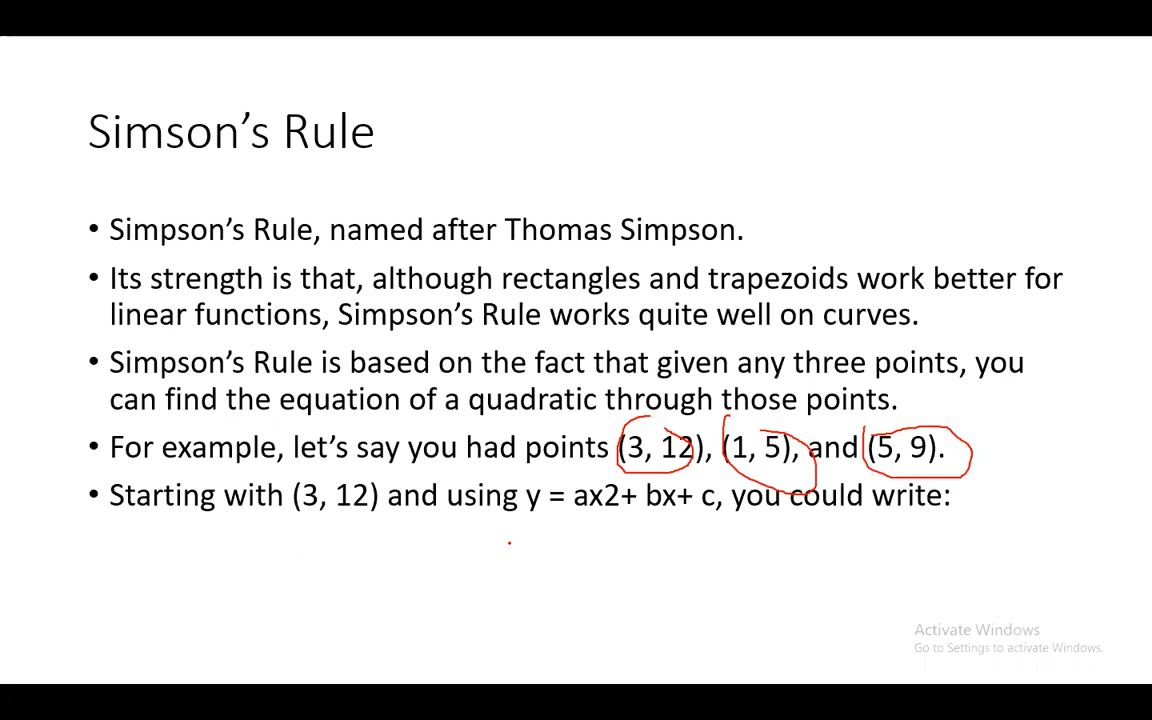 Simson’s Rule
• Simpson’s Rule, named after Thomas Simpson.
• Its strength is that, although rectangles and trapezoids work better for
linear functions, Simpson’s Rule works quite well on curves.
• Simpson’s Rule is based on the fact that given any three points, you
can find the equation of a quadratic through those points.
• For example, let’s say you had points (3, 12), (1, 5), and (5, 9).
• Starting with (3, 12) and using y = ax2+ bx+ c, you could write:
Activate Windows
Go to Settings to activate Windows.